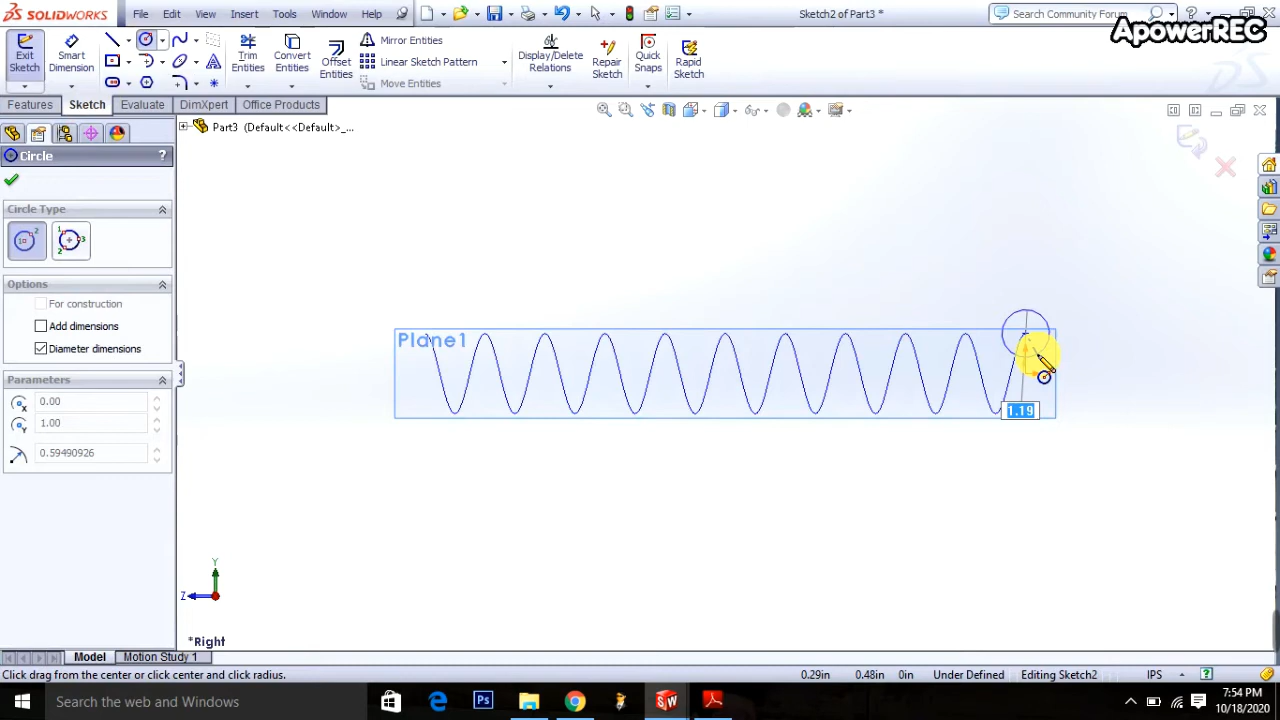 SOLIDWORKS File Edit View Insert Tools Window Help Sketch2 of Part3 * Search Community Forum
ApowerREC
Exit Sketch Smart Dimension Trim Entities Convert Entities Offset Entities Mirror Entities Linear Sketch Pattern Move Entities Display/Delete Relations Repair Sketch Quick Snaps Rapid Sketch
Features Sketch Evaluate DimXpert Office Products
Part3 (Default<<Default>_...
Circle ?
Circle Type
Options
For construction
Add dimensions
Diameter dimensions
Parameters
0.00
1.00
0.59490926
Plane1
1.19
Y
Z
*Right
Model Motion Study 1
Click drag from the center or click center and click radius. 0.29in 0.48in 0in Under Defined Editing Sketch2 IPS
Search the web and Windows
7:54 PM
10/18/2020